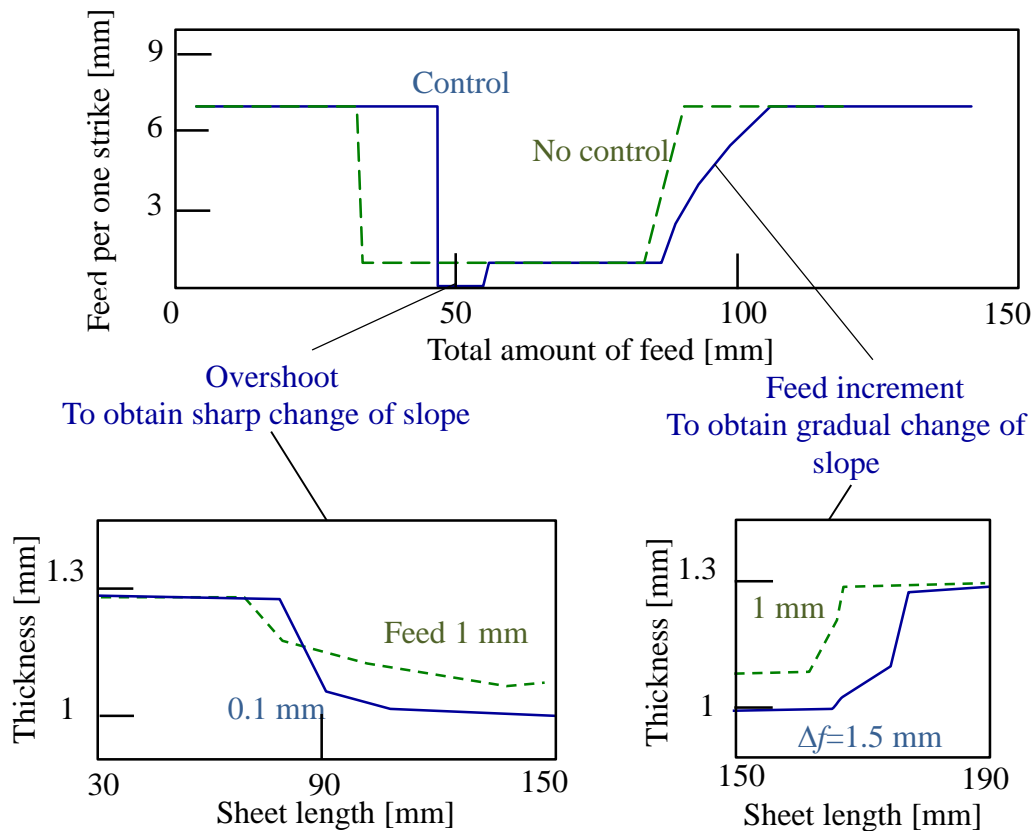 Feed per one strike [mm]
9
6
3
Control
No control
0
50
100
150
Total amount of feed [mm]
Overshoot
To obtain sharp change of slope
Feed increment
To obtain gradual change of
slope
Thickness [mm]
1.3
1
Feed 1 mm
0.1 mm
30
90
150
Sheet length [mm]
Thickness [mm]
1.3
1
1 mm
Δf=1.5 mm
150
190
Sheet length [mm]